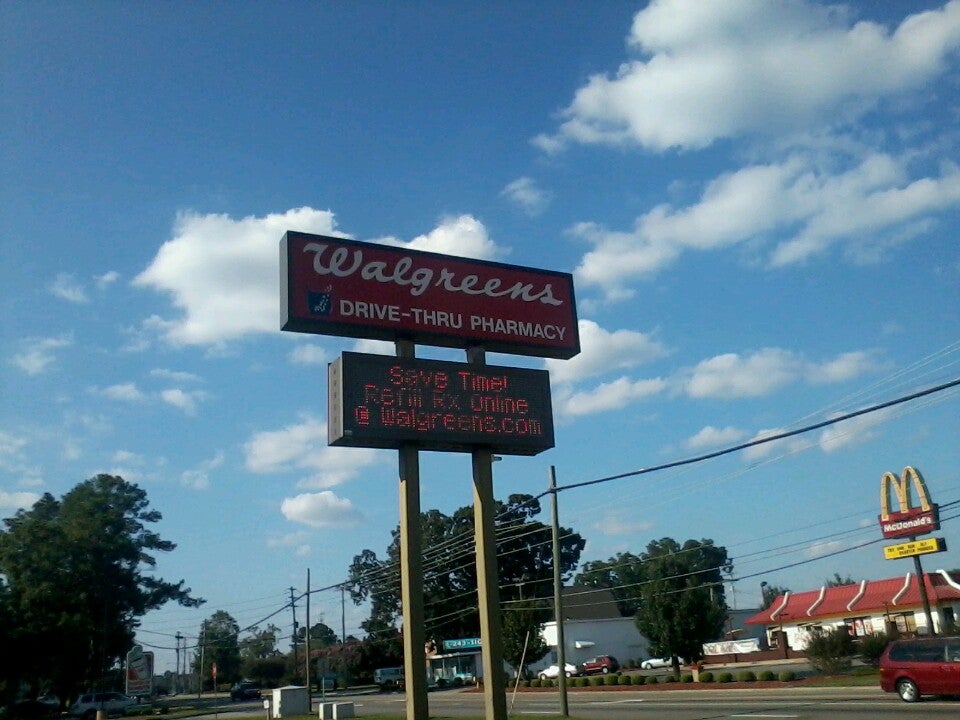 Walgreens
DRIVE-THRU PHARMACY
Save Time!
Refill Rx Online
@ Walgreens.com
McDonald's